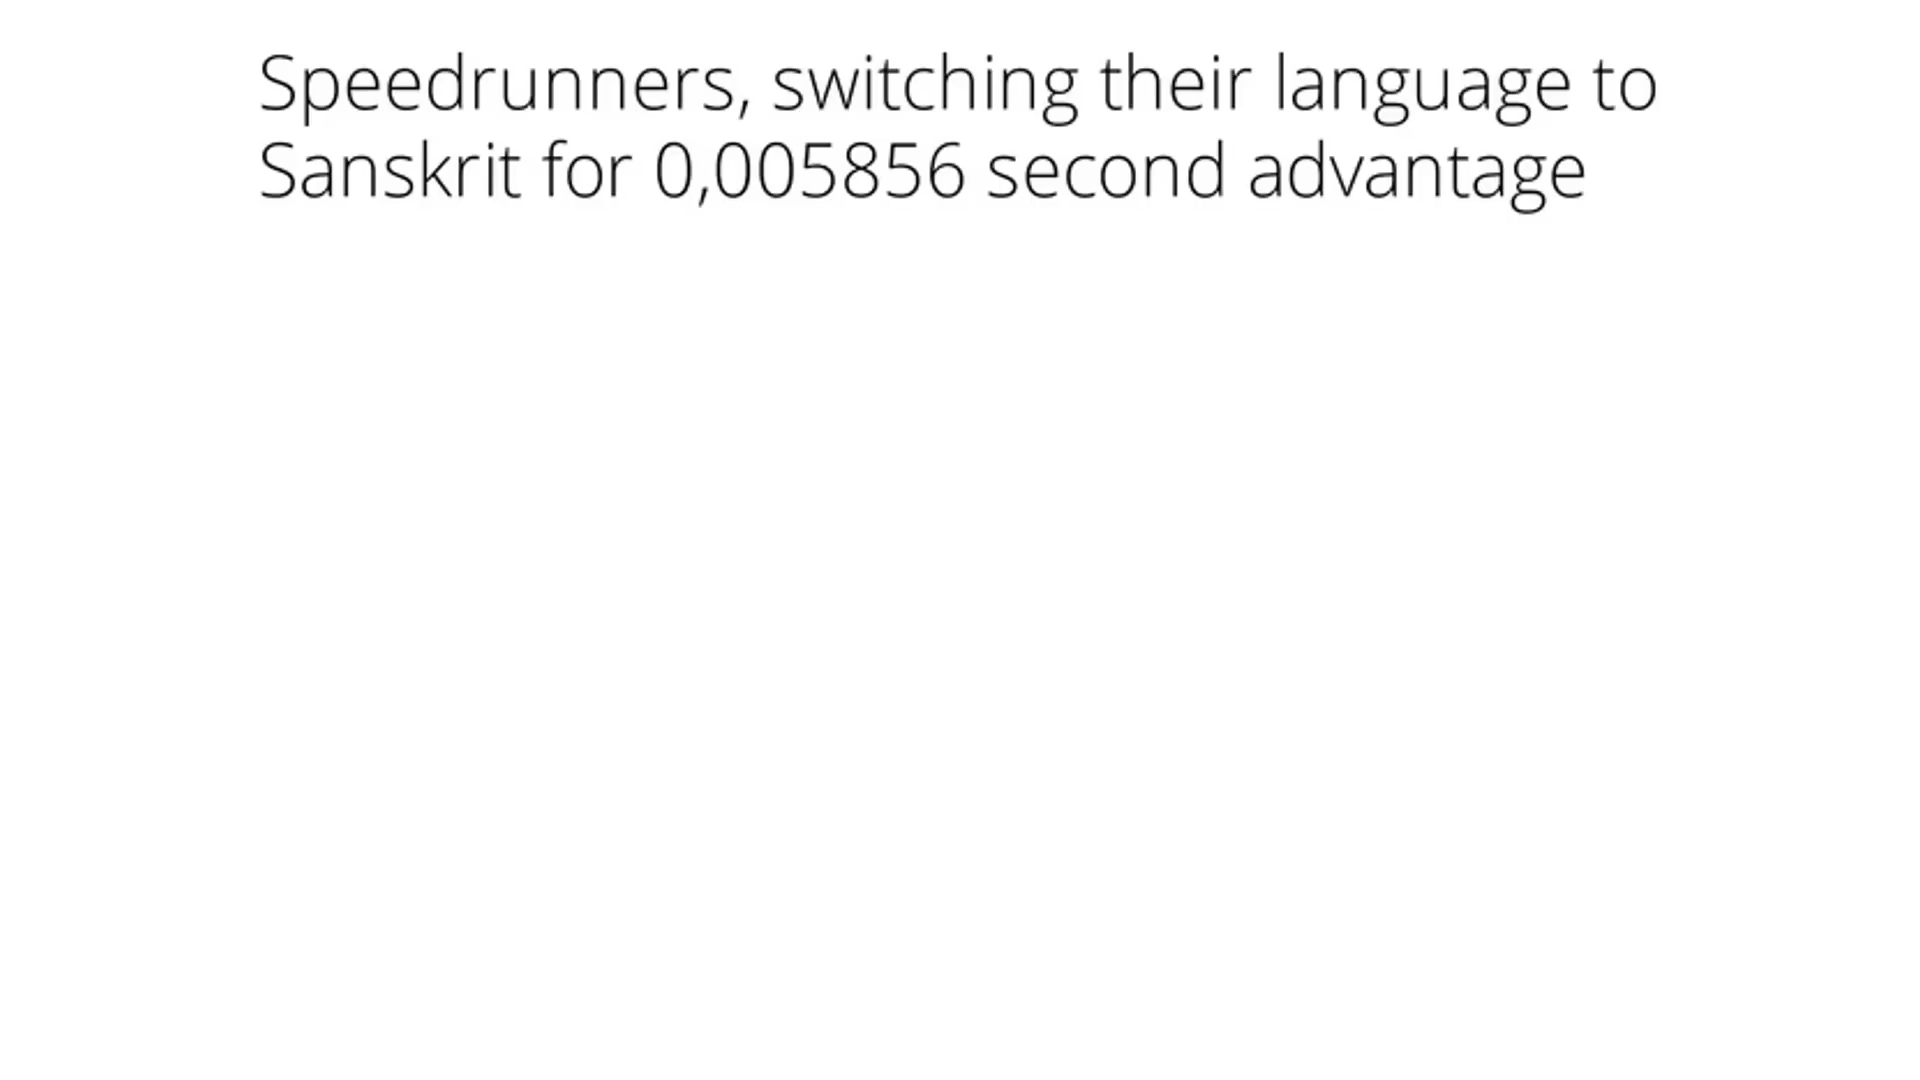 Speedrunners, switching their language to
Sanskrit for 0,005856 second advantage